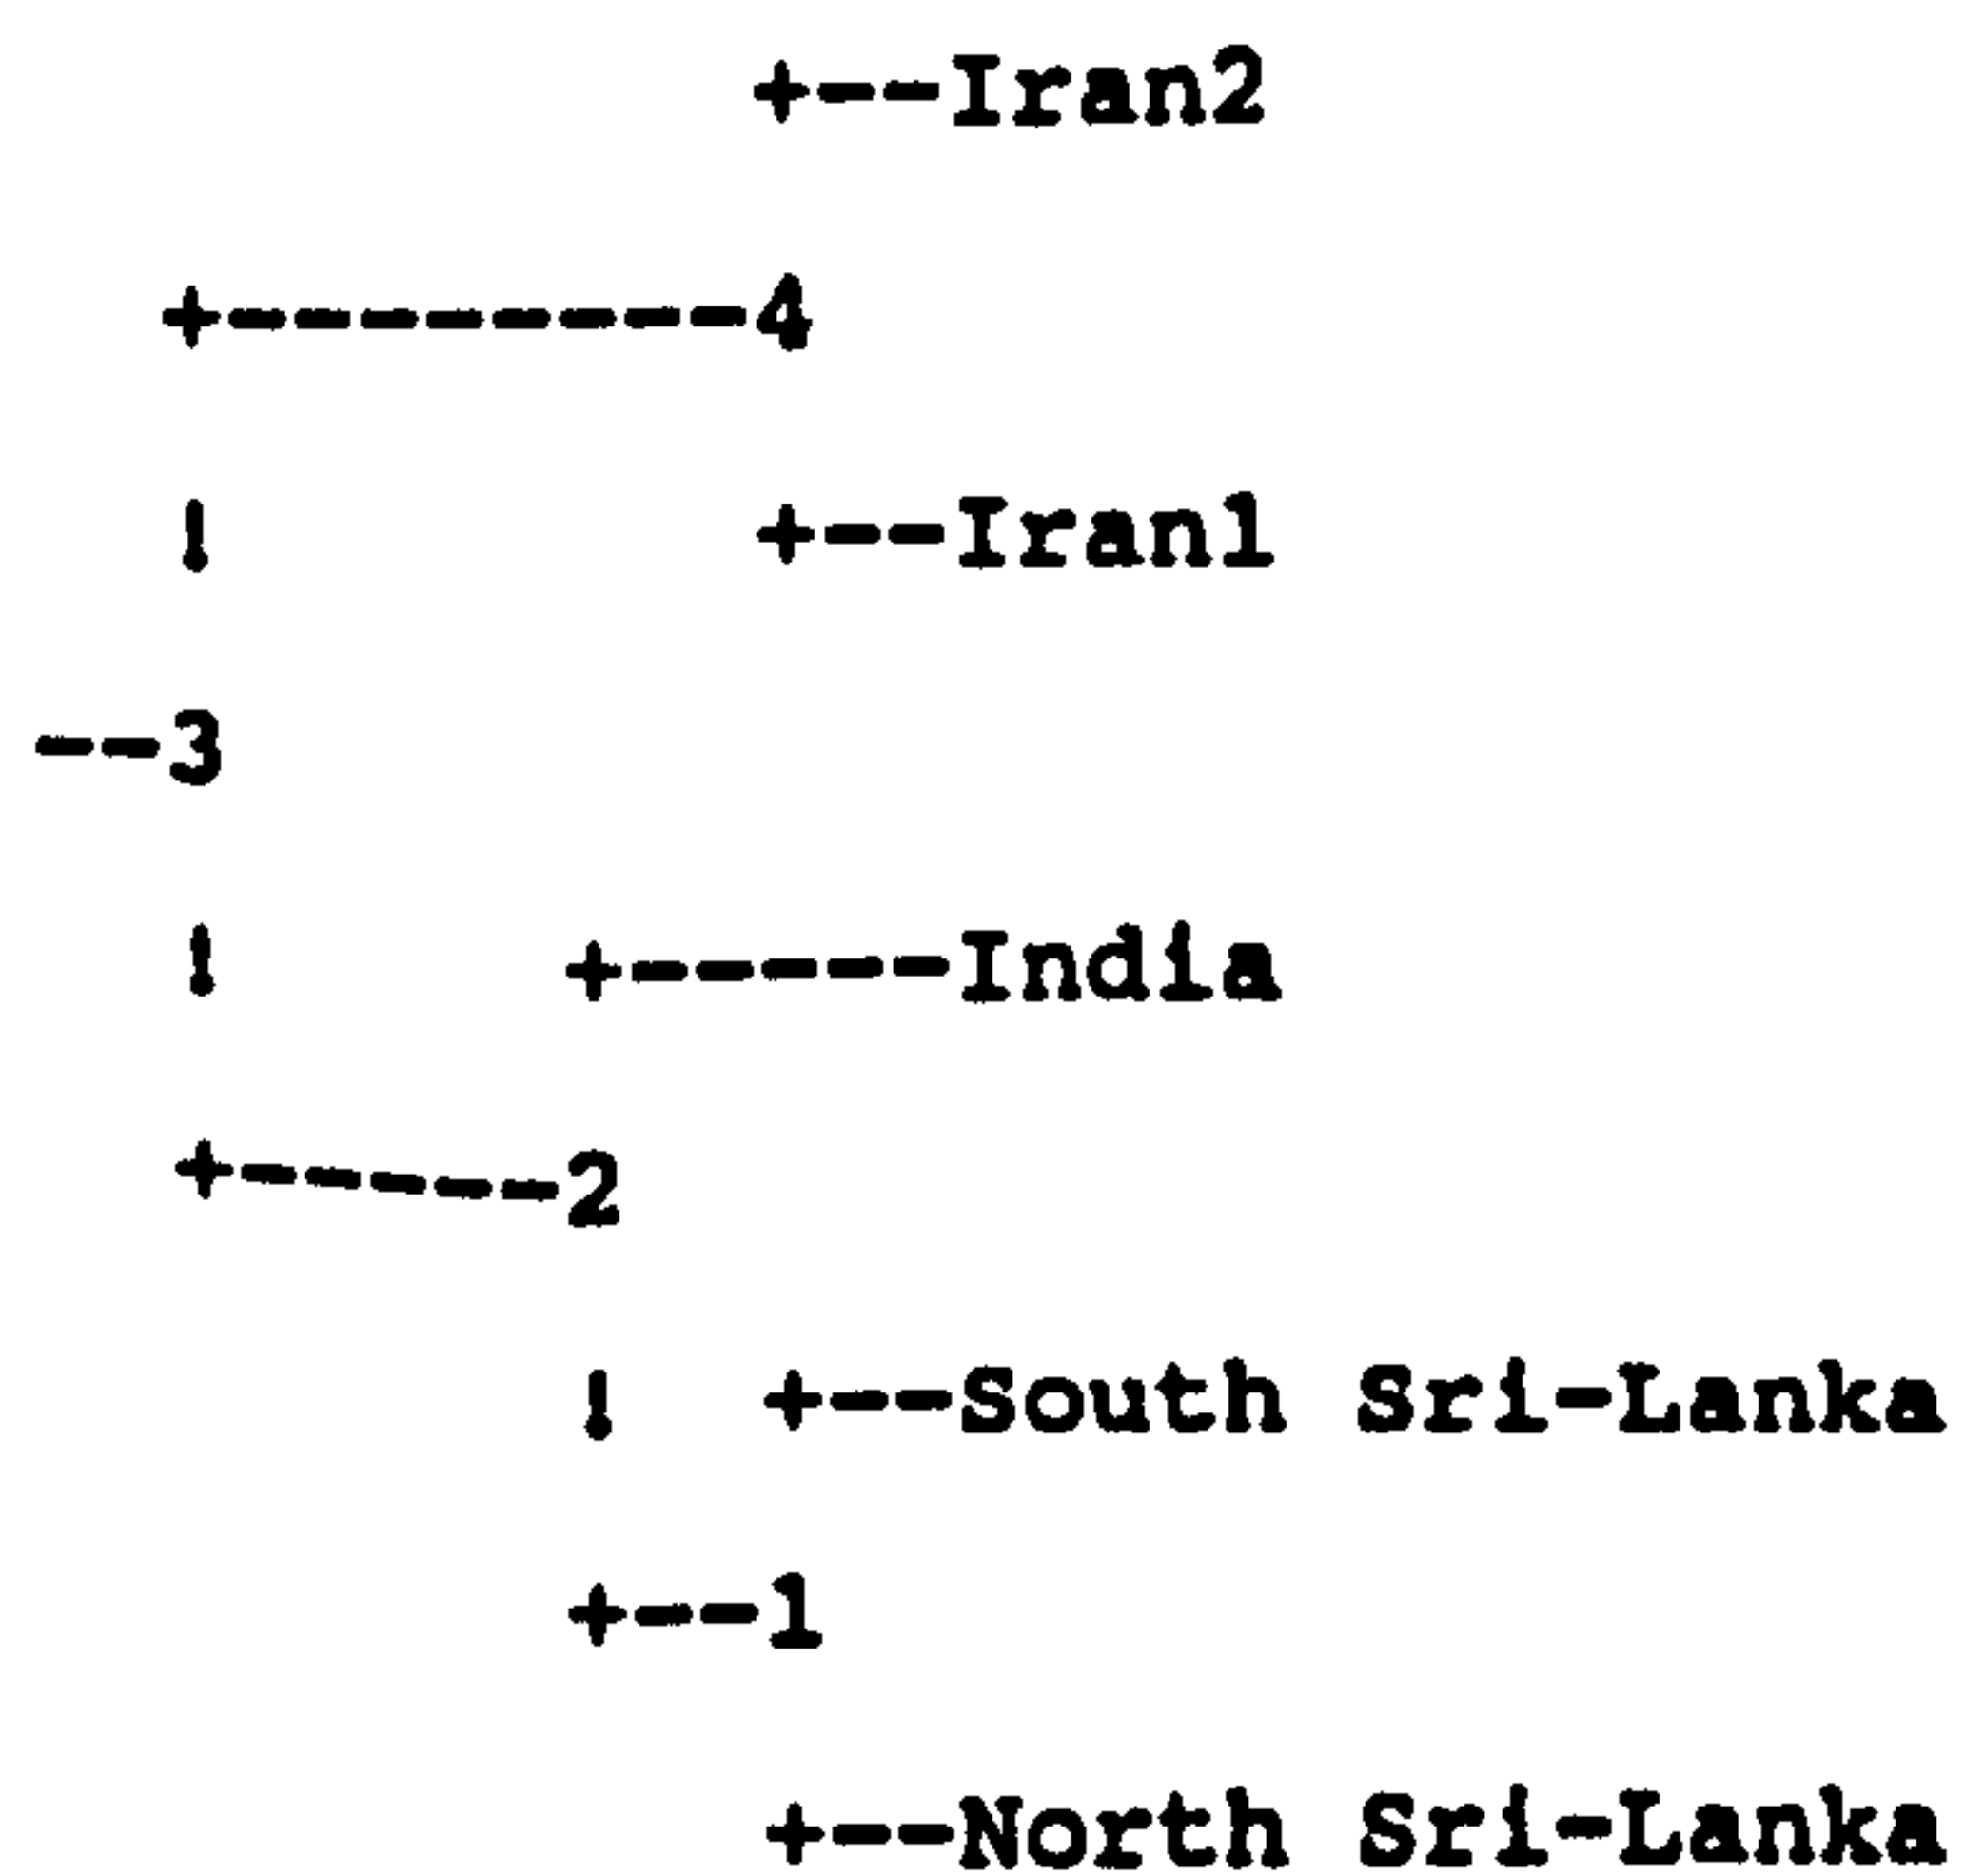 +--Iran2
+--------4
! +--Iran1
--3
! +-----India
+-----2
! +--South Sri-Lanka
+--1
+--North Sri-Lanka